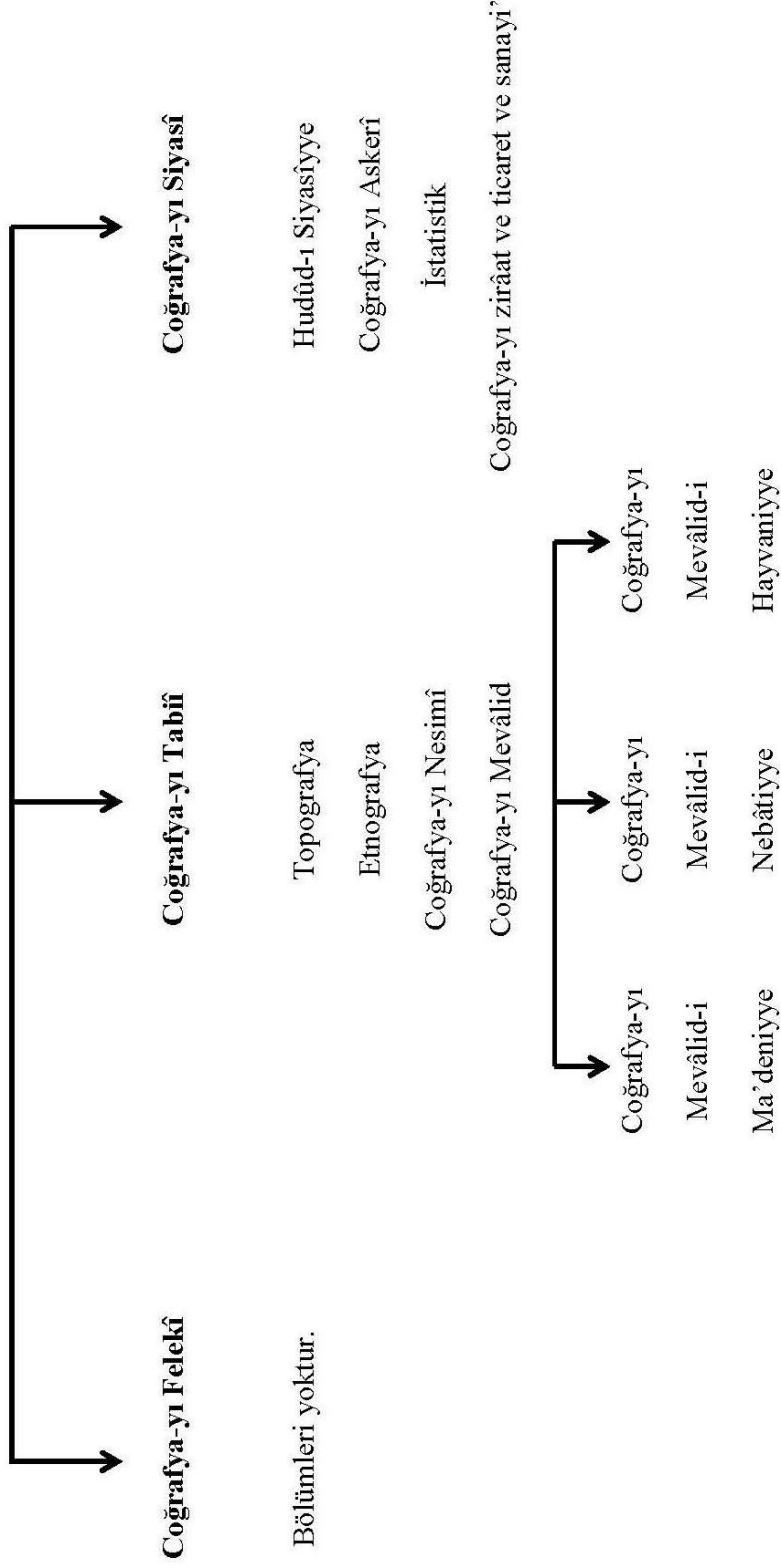 Coğrafya-yı Felekî
Bölümleri yoktur.
Coğrafya-yı Tabiî
Topografya
Etnografya
Coğrafya-yı Nesimî
Coğrafya-yı Mevâlid
Coğrafya-yı
Mevâlid-i
Ma’deniyye
Coğrafya-yı
Mevâlid-i
Nebâtiyye
Coğrafya-yı
Mevâlid-i
Hayvaniyye
Coğrafya-yı Siyasî
Hudûd-ı Siyasîyye
Coğrafya-yı Askerî
İstatistik
Coğrafya-yı zirâat ve ticaret ve sanayi’